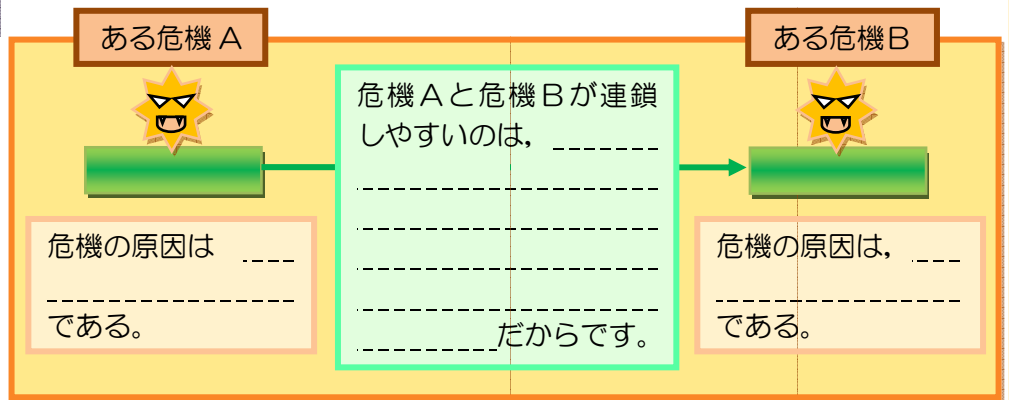 ある危機A
ある危機B
危機Aと危機Bが連鎖
しやすいのは，
だからです。
危機の原因は
である。
危機の原因は，
である。